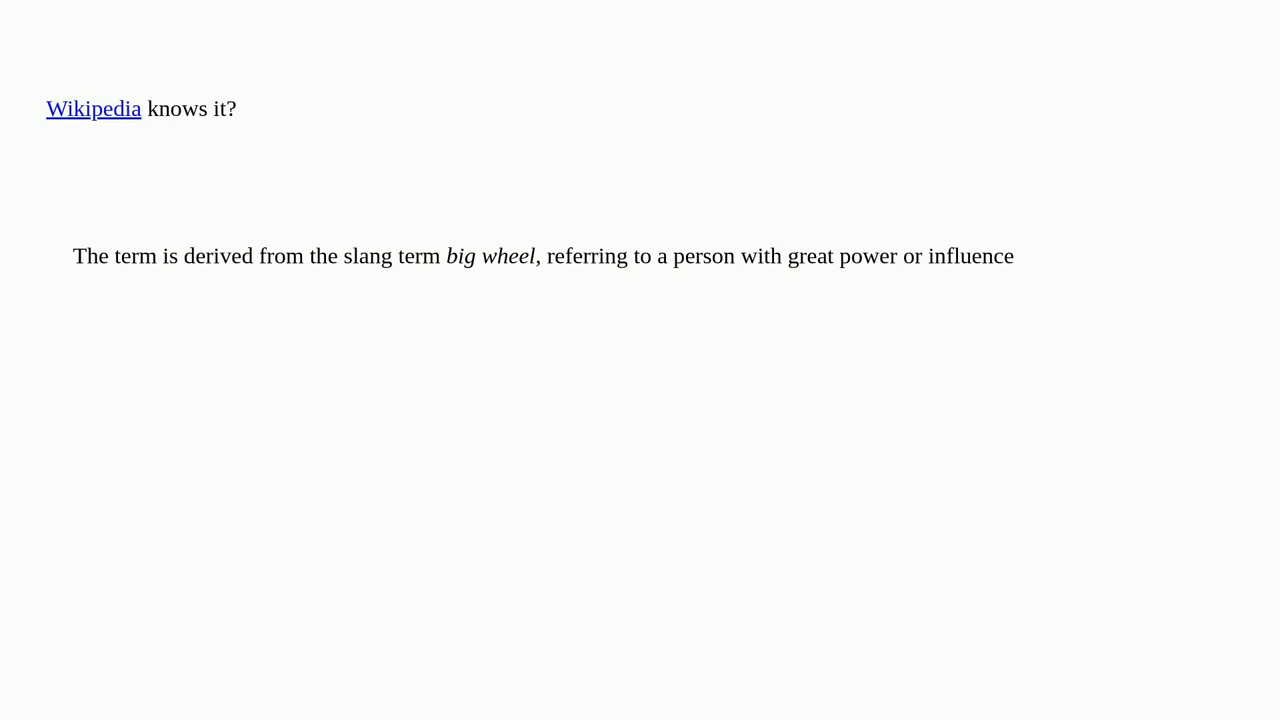 Wikipedia knows it?
The term is derived from the slang term big wheel, referring to a person with great power or influence